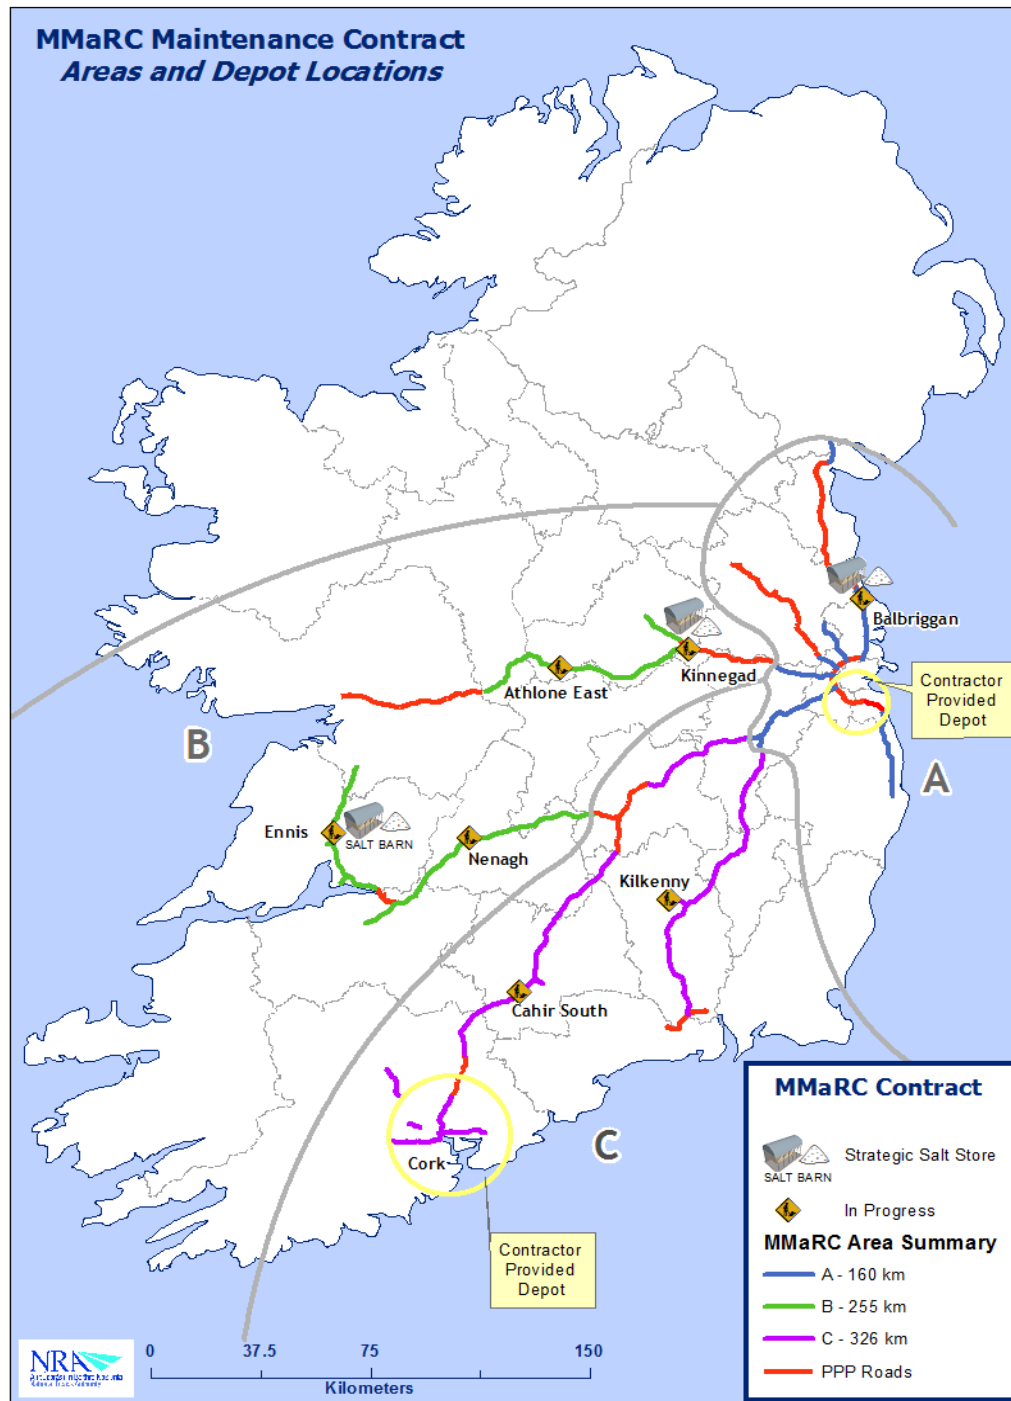 MMaRC Maintenance Contract
Areas and Depot Locations
Balbriggan
Kinnegad
Athlone East
Contractor
Provided
Depot
B
A
Ennis
SALT BARN
Nenagh
Kilkenny
Cahir South
C
Cork
Contractor
Provided
Depot
MMaRC Contract
Strategic Salt Store
SALT BARN
In Progress
MMaRC Area Summary
A - 160 km
B - 255 km
C - 326 km
PPP Roads
NRA
0 37.5 75 150
Kilometers